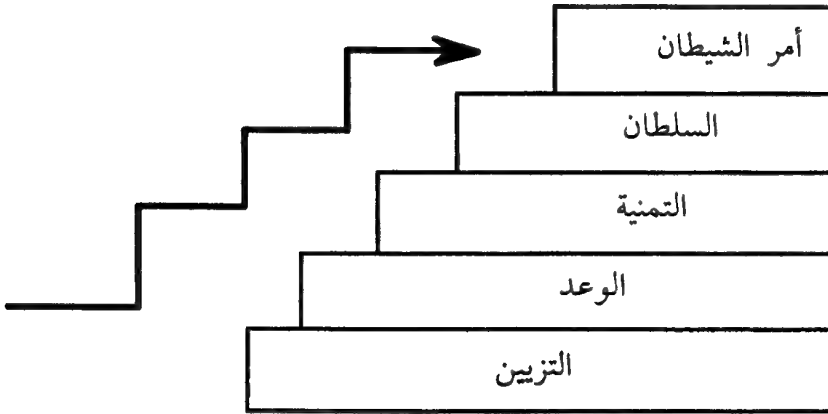 أمر الشيطان
السلطان
التمنية
الوعد
التزيين